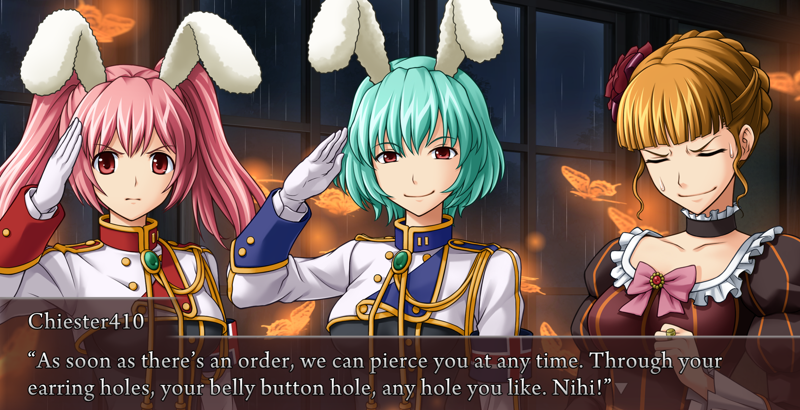 Chiester410
“As soon as there’s an order, we can pierce you at any time. Through your
earring holes, your belly button hole, any hole you like. Nihi!”